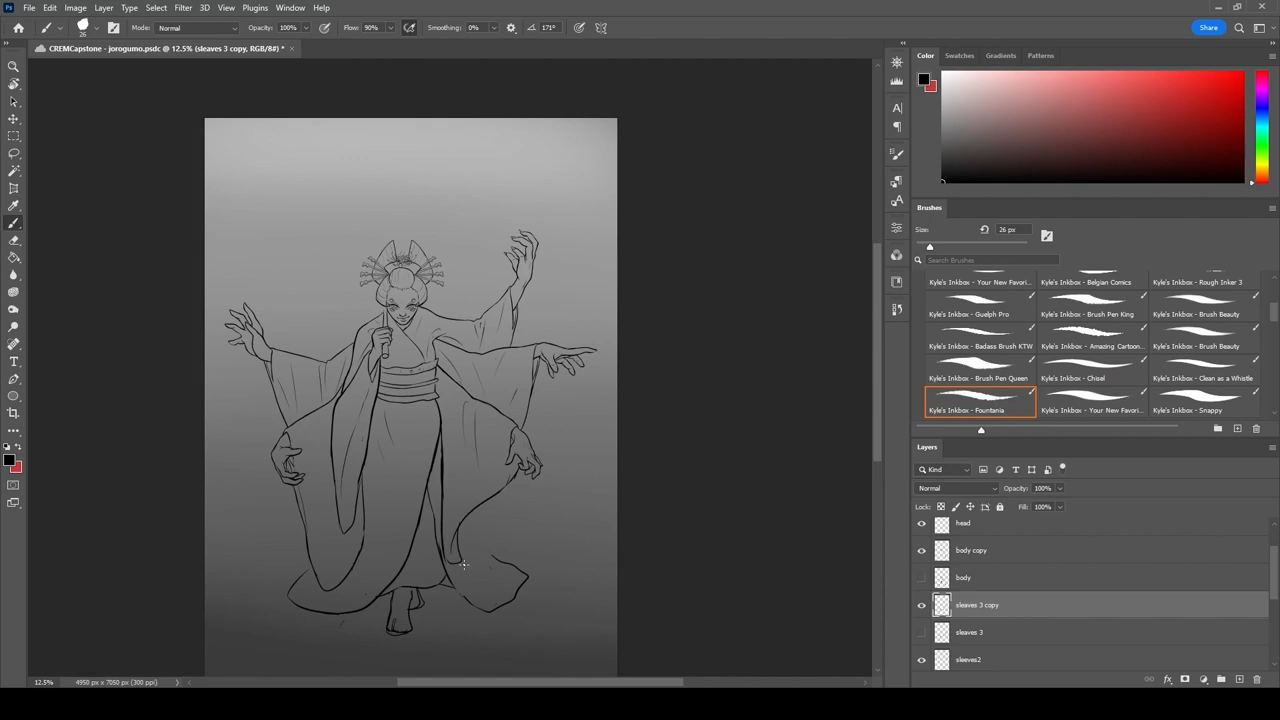 Ps File Edit Image Layer Type Select Filter 3D View Plugins Window Help
26 Mode: Normal Opacity: 100% Flow: 90% Smoothing: 0% 171° Share
CREMCapstone - jorogumo.psdc @ 12.5% (sleaves 3 copy, RGB/8#) * ×
Color Swatches Gradients Patterns
Brushes
Size: 26 px
Search Brushes
Kyle's Inkbox - Your New Favori... Kyle's Inkbox - Belgian Comics Kyle's Inkbox - Rough Inker 3
Kyle's Inkbox - Guelph Pro Kyle's Inkbox - Brush Pen King Kyle's Inkbox - Brush Beauty
Kyle's Inkbox - Badass Brush KTW Kyle's Inkbox - Amazing Cartoon... Kyle's Inkbox - Brush Beauty
Kyle's Inkbox - Brush Pen Queen Kyle's Inkbox - Chisel Kyle's Inkbox - Clean as a Whistle
Kyle's Inkbox - Fountania Kyle's Inkbox - Your New Favori... Kyle's Inkbox - Snappy
Layers
Kind
Normal Opacity: 100%
Lock: Fill: 100%
head
body copy
body
sleaves 3 copy
sleaves 3
sleeves2
12.5% 4950 px x 7050 px (300 ppi)